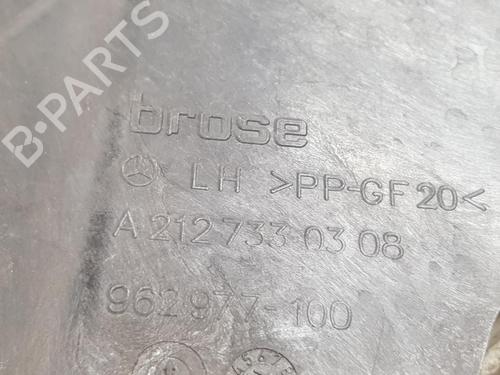 B-PARTS
brose
LH >PP-GF20<
A 212 733 03 08
962977-100